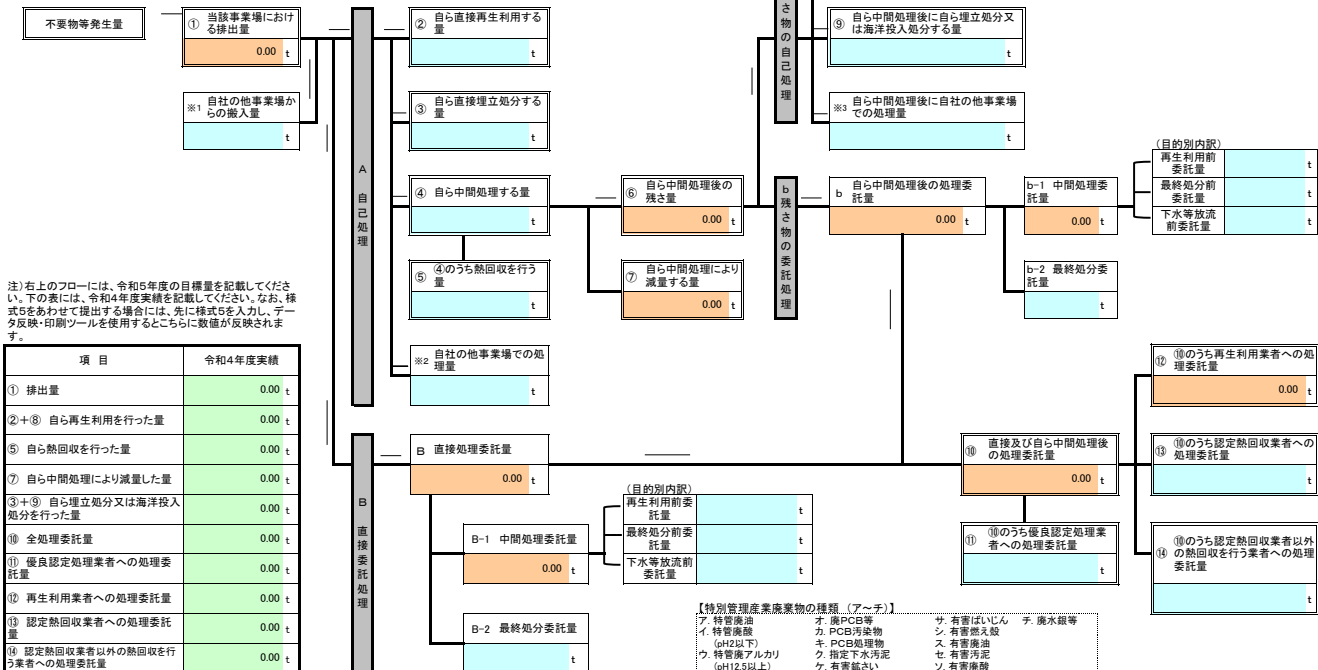 不要物等発生量
① 当該事業場におけ
る排出量
0.00 t
※1 自社の他事業場か
らの搬入量
t
A 自己処理
② 自ら直接再生利用する
量
t
③ 自ら直接埋立処分する
量
t
④ 自ら中間処理する量
t
⑤ ④のうち熱回収を行う
量
t
※2 自社の他事業場での処
理量
t
⑥ 自ら中間処理後の
残さ量
0.00 t
⑦ 自ら中間処理により
減量する量
0.00 t
さ物の自己処理
⑨ 自ら中間処理後に自ら埋立処分又
は海洋投入処分する量
t
※3 自ら中間処理後に自社の他事業場
での処理量
t
b 残さ物の委託処理
b 自ら中間処理後の処理委
託量
0.00 t
b-1 中間処理委
託量
0.00 t
b-2 最終処分委
託量
t
(目的別内訳)
再生利用前
委託量
t
最終処分前
委託量
t
下水等放流
前委託量
t
注)右上のフローには、令和5年度の目標量を記載してくださ
い。下の表には、令和4年度実績を記載してください。なお、様
式5をあわせて提出する場合には、先に様式5を入力し、デー
タ反映・印刷ツールを使用するとこちらに数値が反映されま
す。
項 目 令和4年度実績
① 排出量 0.00 t
②+⑧ 自ら再生利用を行った量 0.00 t
⑤ 自ら熱回収を行った量 0.00 t
⑦ 自ら中間処理により減量した量 0.00 t
③+⑨ 自ら埋立処分又は海洋投入
処分を行った量 0.00 t
⑩ 全処理委託量 0.00 t
⑪ 優良認定処理業者への処理委
託量 0.00 t
⑫ 再生利用業者への処理委託量 0.00 t
⑬ 認定熱回収業者への処理委託
量 0.00 t
⑭ 認定熱回収業者以外の熱回収を行
う業者への処理委託量 0.00 t
B 直接委託処理
B 直接処理委託量
0.00 t
B-1 中間処理委託量
0.00 t
B-2 最終処分委託量
t
(目的別内訳)
再生利用前委
託量
t
最終処分前委
託量
t
下水等放流前
委託量
t
⑩ 直接及び自ら中間処理後
の処理委託量
0.00 t
⑪ ⑩のうち優良認定処理業
者への処理委託量
t
⑫ ⑩のうち再生利用業者への処
理委託量
0.00 t
⑬ ⑩のうち認定熱回収業者への
処理委託量
t
⑭ ⑩のうち認定熱回収業者以外
の熱回収を行う業者への処理
委託量
t
【特別管理産業廃棄物の種類 (ア～チ)】
ア. 特管廃油
イ. 特管廃酸
(pH2以下)
ウ. 特管廃アルカリ
(pH12.5以上)
オ. 廃PCB等
カ. PCB汚染物
キ. PCB処理物
ク. 指定下水汚泥
ケ. 有害鉱さい
サ. 有害ばいじん
シ. 有害燃え殻
ス. 有害廃油
セ. 有害汚泥
ソ. 有害廃酸
チ. 廃水銀等